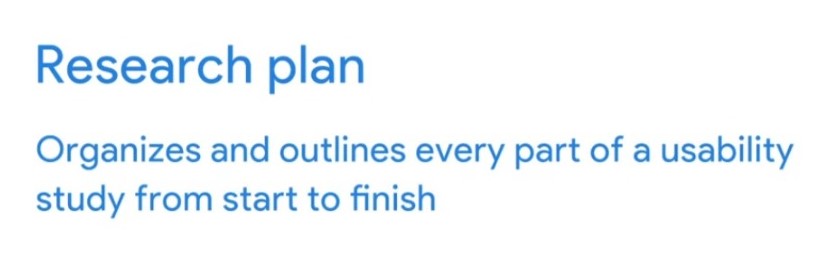 Research plan
Organizes and outlines every part of a usability
study from start to finish